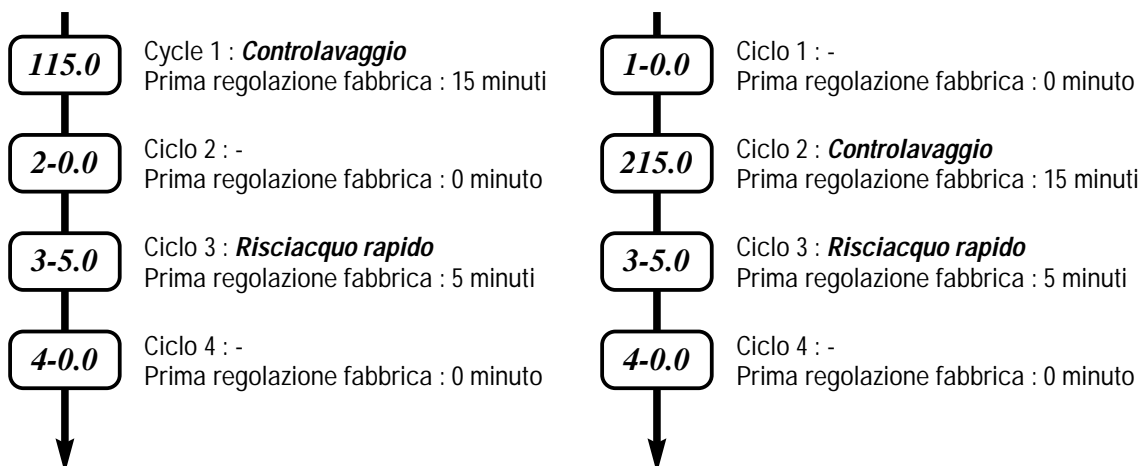 115.0
Cycle 1 : Controlavaggio
Prima regolazione fabbrica : 15 minuti
2-0.0
Ciclo 2 : -
Prima regolazione fabbrica : 0 minuto
3-5.0
Ciclo 3 : Risciacquo rapido
Prima regolazione fabbrica : 5 minuti
4-0.0
Ciclo 4 : -
Prima regolazione fabbrica : 0 minuto
1-0.0
Ciclo 1 : -
Prima regolazione fabbrica : 0 minuto
215.0
Ciclo 2 : Controlavaggio
Prima regolazione fabbrica : 15 minuti
3-5.0
Ciclo 3 : Risciacquo rapido
Prima regolazione fabbrica : 5 minuti
4-0.0
Ciclo 4 : -
Prima regolazione fabbrica : 0 minuto